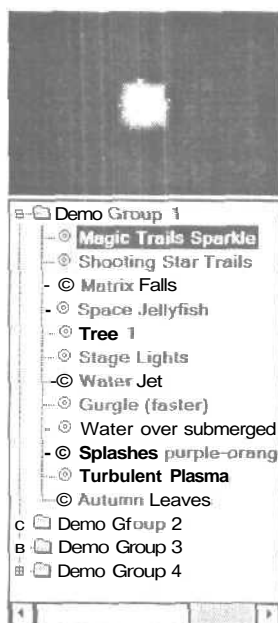 Demo Group 1
Magic Trails Sparkle
Shooting Star Trails
- © Matrix Falls
Space Jellyfish
Tree 1
Stage Lights
-© Water Jet
Gurgle (faster)
Water over submerged
- © Splashes purple-orang
Turbulent Plasma
© Autumn Leaves
C Demo Gfoup 2
B Demo Group 3
Demo Group 4